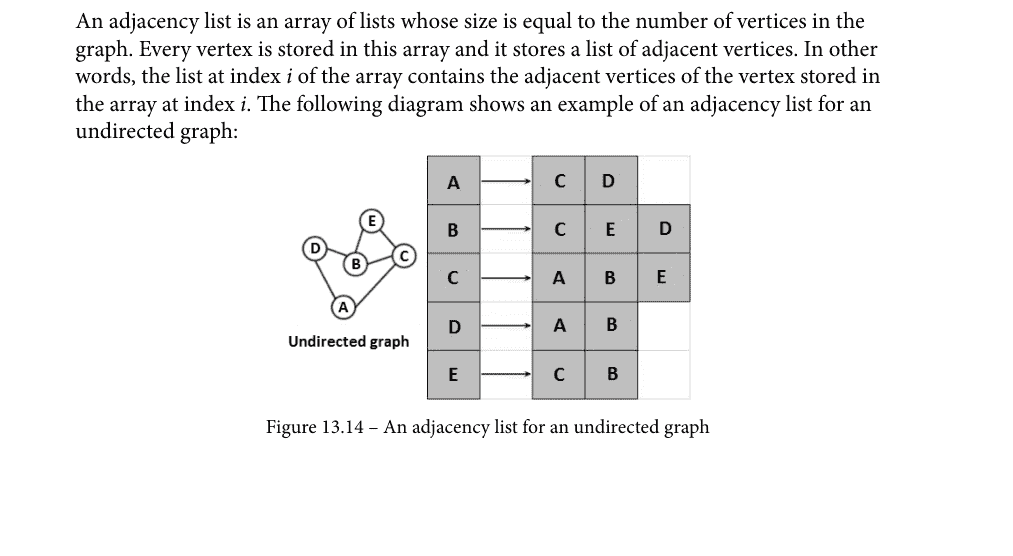 An adjacency list is an array of lists whose size is equal to the number of vertices in the
graph. Every vertex is stored in this array and it stores a list of adjacent vertices. In other
words, the list at index i of the array contains the adjacent vertices of the vertex stored in
the array at index i. The following diagram shows an example of an adjacency list for an
undirected graph:
E
D
B
C
A
Undirected graph
A C D
B C E D
C A B E
D A B
E C B
Figure 13.14 – An adjacency list for an undirected graph